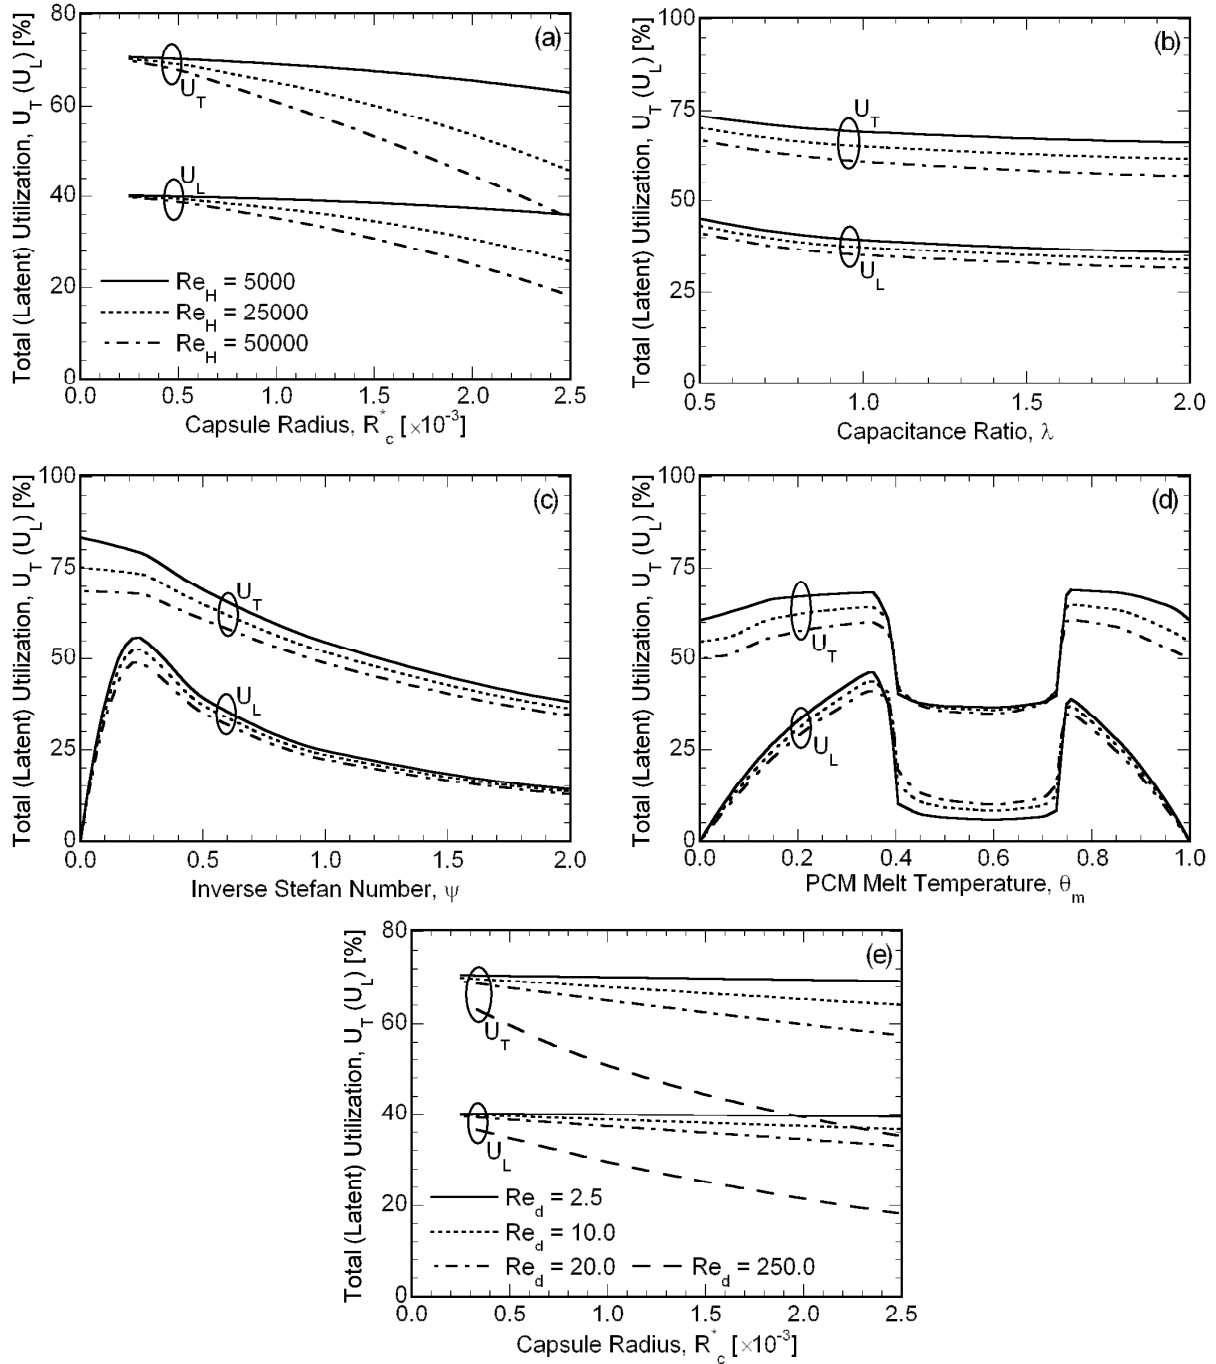 Total (Latent) Utilization, U_T (U_L) [%]
80
60
40
20
0
(a)
U_T
U_L
Re_H = 5000
Re_H = 25000
Re_H = 50000
0.0 0.5 1.0 1.5 2.0 2.5
Capsule Radius, R*_c [×10^-3]
Total (Latent) Utilization, U_T (U_L) [%]
100
75
50
25
0
(b)
U_T
U_L
0.5 1.0 1.5 2.0
Capacitance Ratio, λ
Total (Latent) Utilization, U_T (U_L) [%]
100
75
50
25
0
(c)
U_T
U_L
0.0 0.5 1.0 1.5 2.0
Inverse Stefan Number, ψ
Total (Latent) Utilization, U_T (U_L) [%]
100
75
50
25
0
(d)
U_T
U_L
0.0 0.2 0.4 0.6 0.8 1.0
PCM Melt Temperature, θ_m
Total (Latent) Utilization, U_T (U_L) [%]
80
60
40
20
0
(e)
U_T
U_L
Re_d = 2.5
Re_d = 10.0
Re_d = 20.0 Re_d = 250.0
0.0 0.5 1.0 1.5 2.0 2.5
Capsule Radius, R*_c [×10^-3]